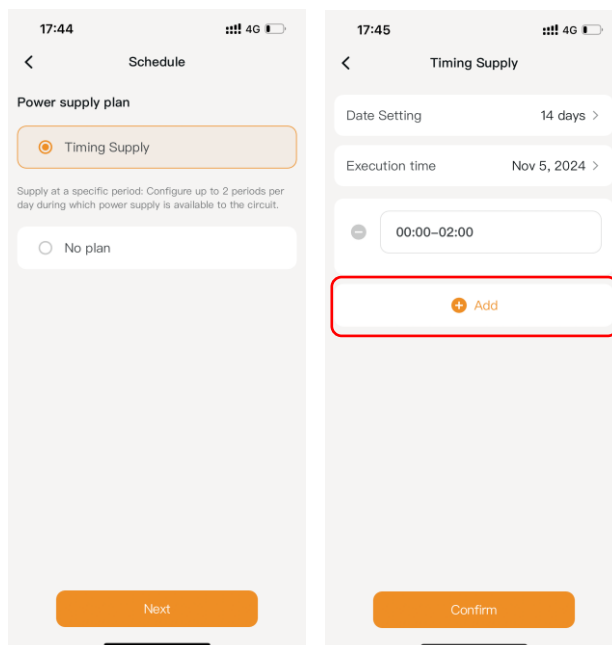 17:44
4G
Schedule
Power supply plan
Timing Supply
Supply at a specific period: Configure up to 2 periods per
day during which power supply is available to the circuit.
No plan
Next
17:45
4G
Timing Supply
Date Setting 14 days >
Execution time Nov 5, 2024 >
00:00–02:00
Add
Confirm